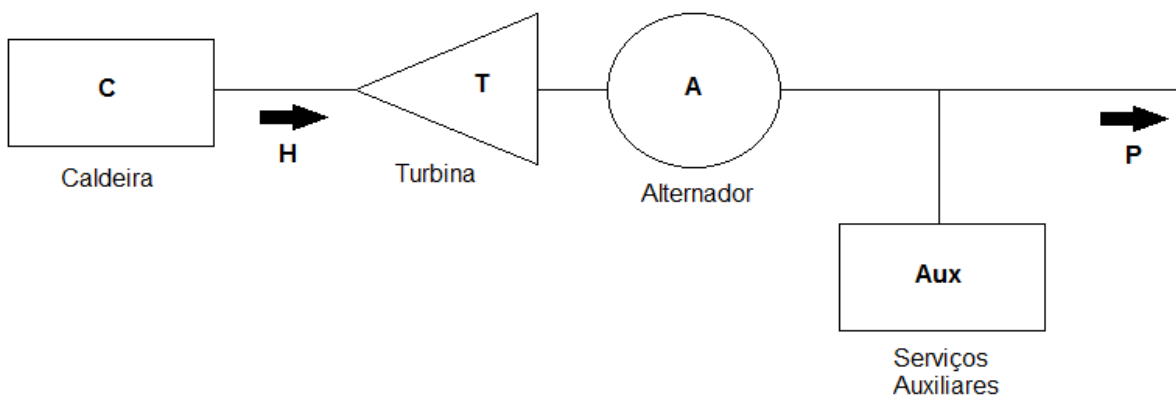 C
T
A
H
P
Caldeira
Turbina
Alternador
Aux
Serviços
Auxiliares